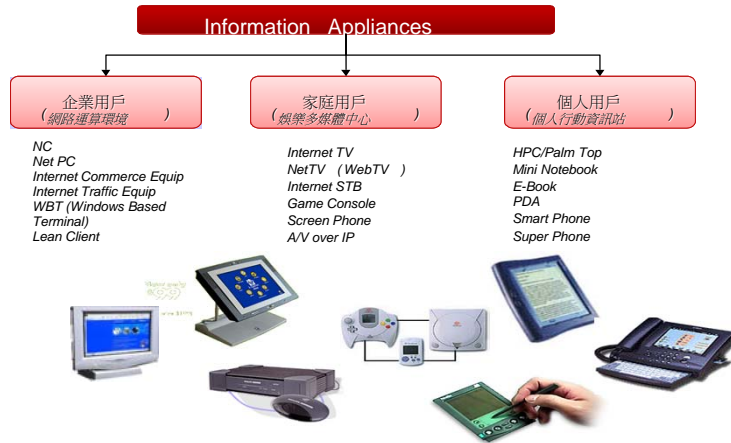 Information Appliances
企業用戶
(網路運算環境)
家庭用戶
(娛樂多媒體中心)
個人用戶
(個人行動資訊站)
NC
Net PC
Internet Commerce Equip
Internet Traffic Equip
WBT (Windows Based
Terminal)
Lean Client
Internet TV
NetTV (WebTV)
Internet STB
Game Console
Screen Phone
A/V over IP
HPC/Palm Top
Mini Notebook
E-Book
PDA
Smart Phone
Super Phone